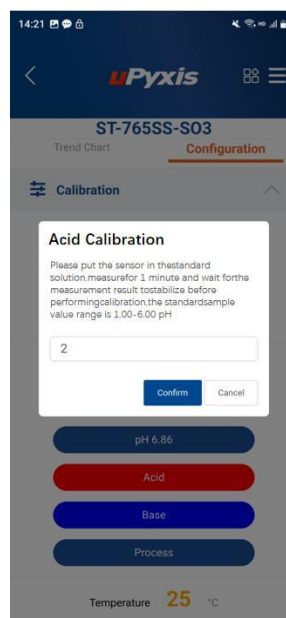 14:21
uPyxis
ST-765SS-SO3
Trend Chart Configuration
Calibration
Acid Calibration
Please put the sensor in thestandard
solution,measurefor 1 minute and wait forthe
measurement result tostabilize before
performingcalibration,the standardsample
value range is 1.00-6.00 pH
2
Confirm Cancel
pH 6.86
Acid
Base
Process
Temperature 25 °C